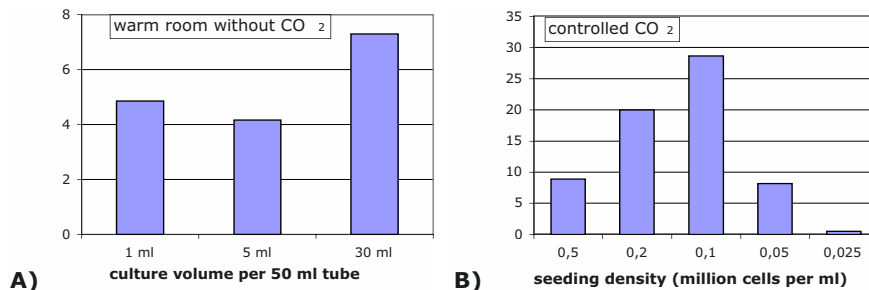 warm room without CO 2
8
6
4
2
0
1 ml 5 ml 30 ml
culture volume per 50 ml tube
A)
controlled CO 2
35
30
25
20
15
10
5
0
0,5 0,2 0,1 0,05 0,025
seeding density (million cells per ml)
B)